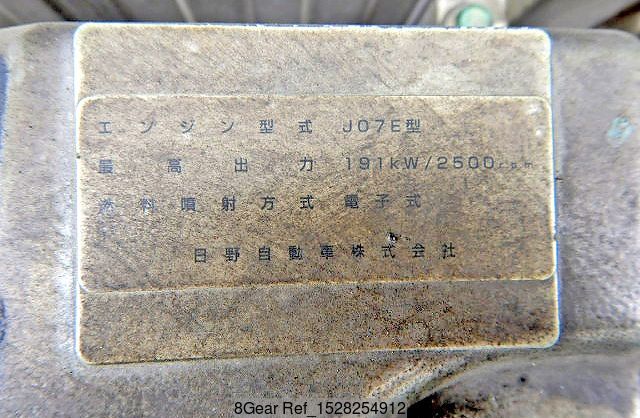 エンジン型式 J07E型
最高出力 191kW/2500rpm
燃料噴射方式 電子式
日野自動車株式会社
8Gear Ref_1528254912